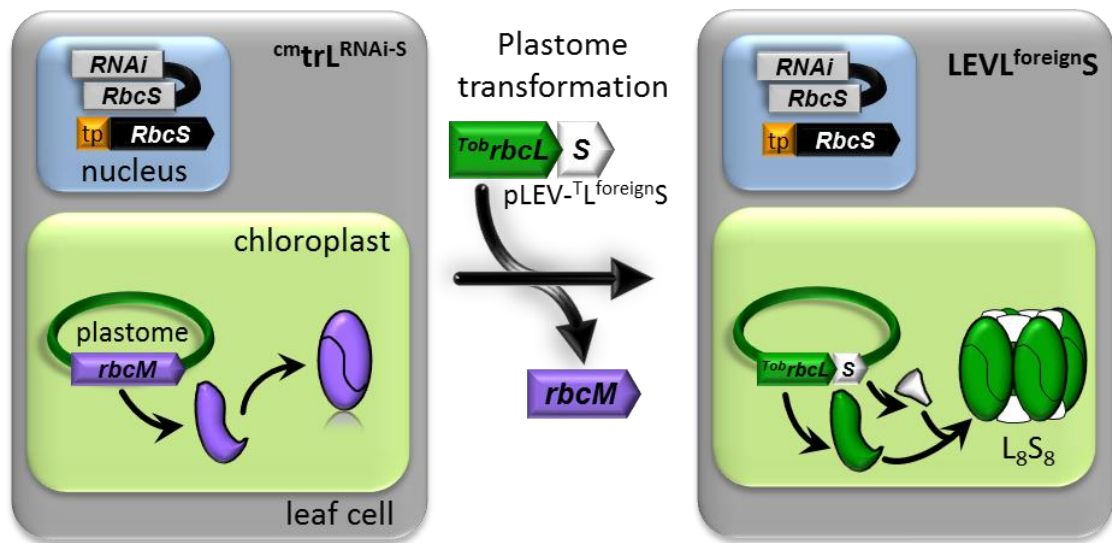 cmtrLRNAi-S
RNAi
RbcS
tp RbcS
nucleus
chloroplast
plastome
rbcM
leaf cell
Plastome
transformation
TobrbcL S
pLEV-TLforeignS
rbcM
LEVLforeignS
RNAi
RbcS
tp RbcS
TobrbcL S
L8S8